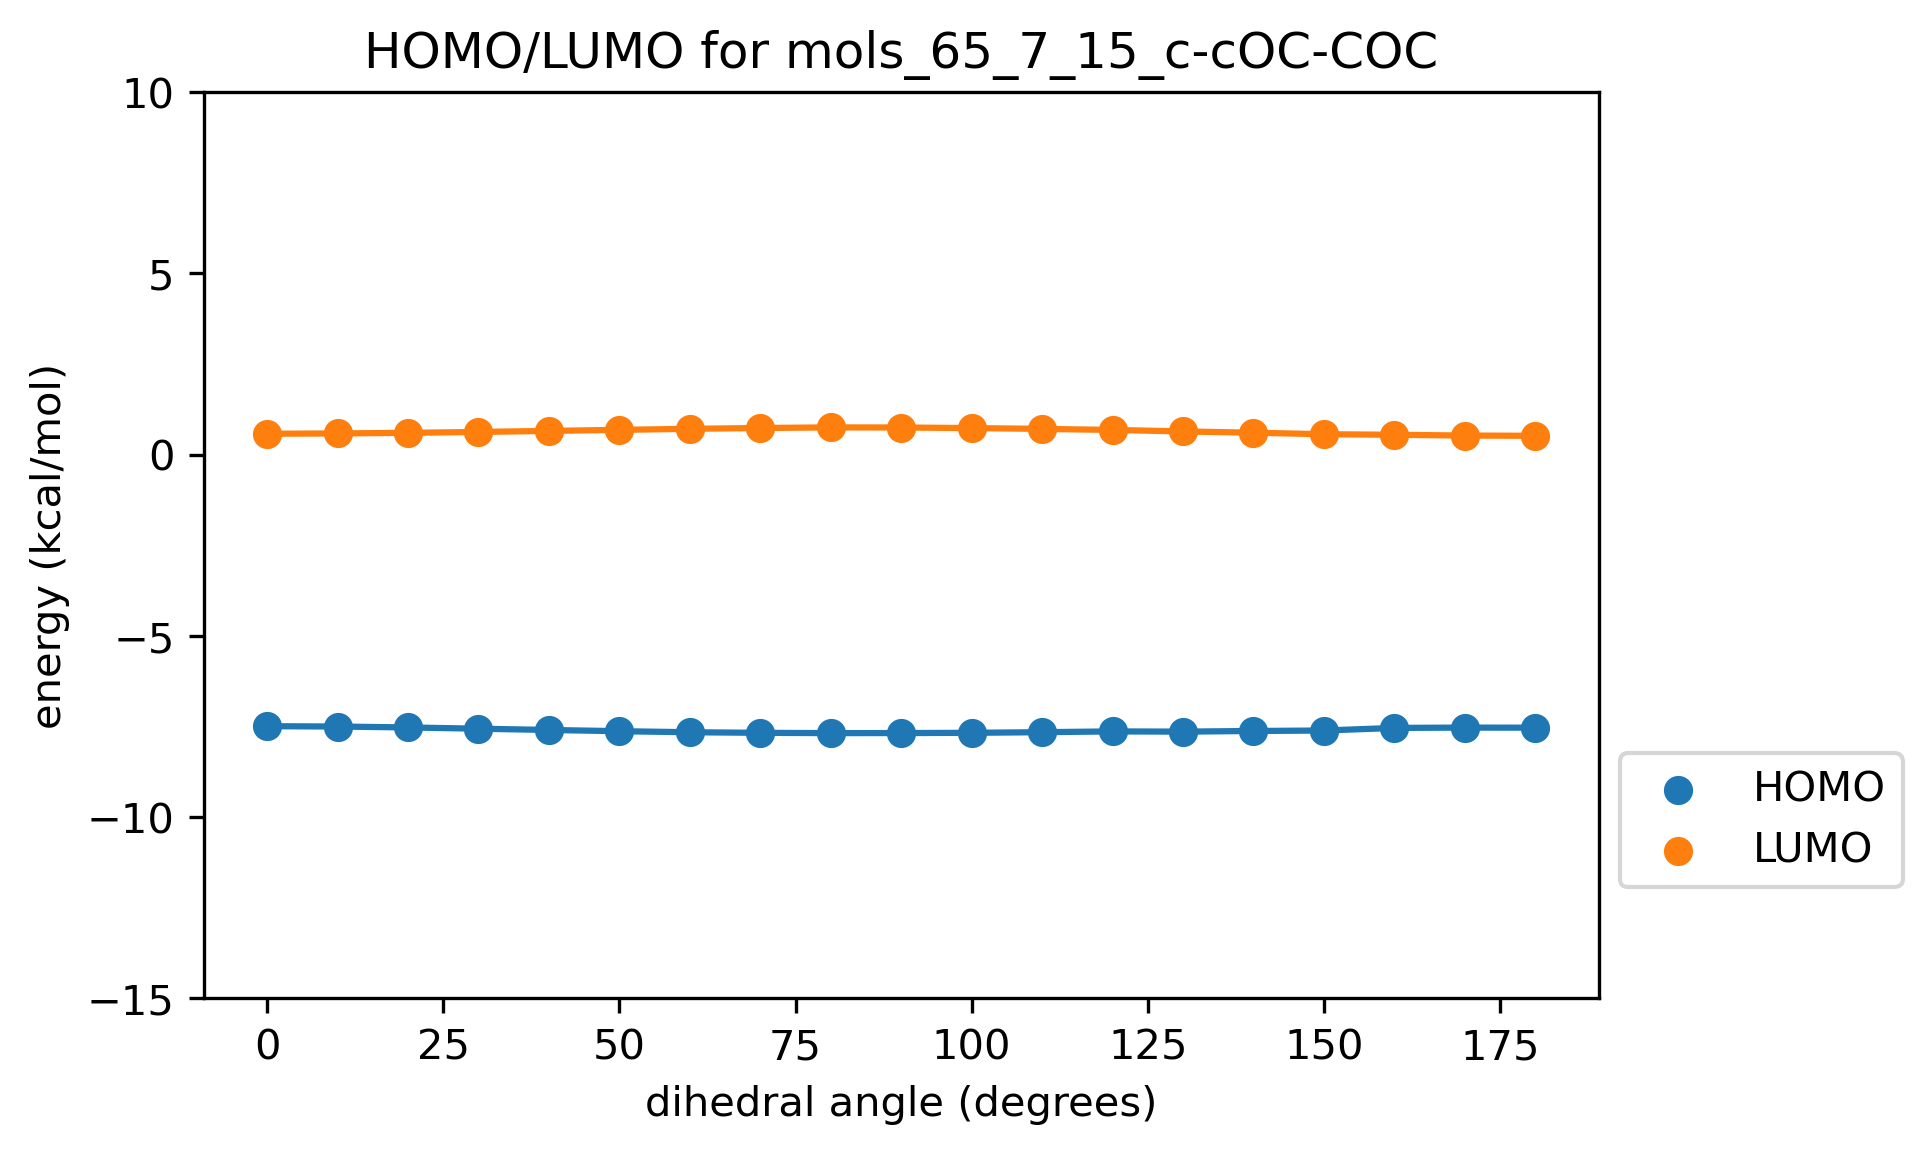 HOMO/LUMO for mols_65_7_15_c-cOC-COC
10
5
0
−5
−10
−15
energy (kcal/mol)
0 25 50 75 100 125 150 175
dihedral angle (degrees)
HOMO
LUMO